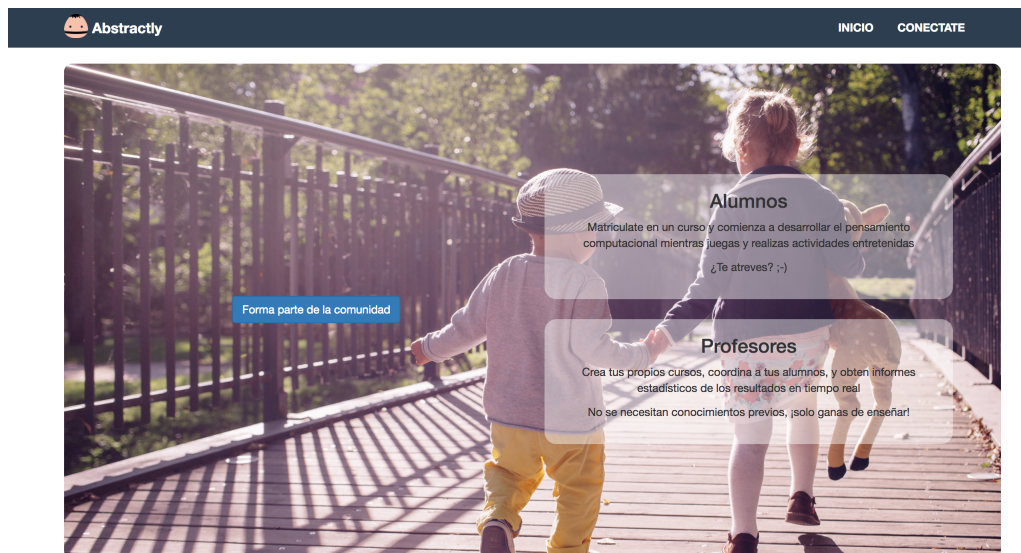 Abstractly
INICIO
CONECTATE
Alumnos
Matriculate en un curso y comienza a desarrollar el pensamiento
computacional mientras juegas y realizas actividades entretenidas
¿Te atreves? ;-)
Forma parte de la comunidad
Profesores
Crea tus propios cursos, coordina a tus alumnos, y obten informes
estadísticos de los resultados en tiempo real
No se necesitan conocimientos previos, ¡solo ganas de enseñar!